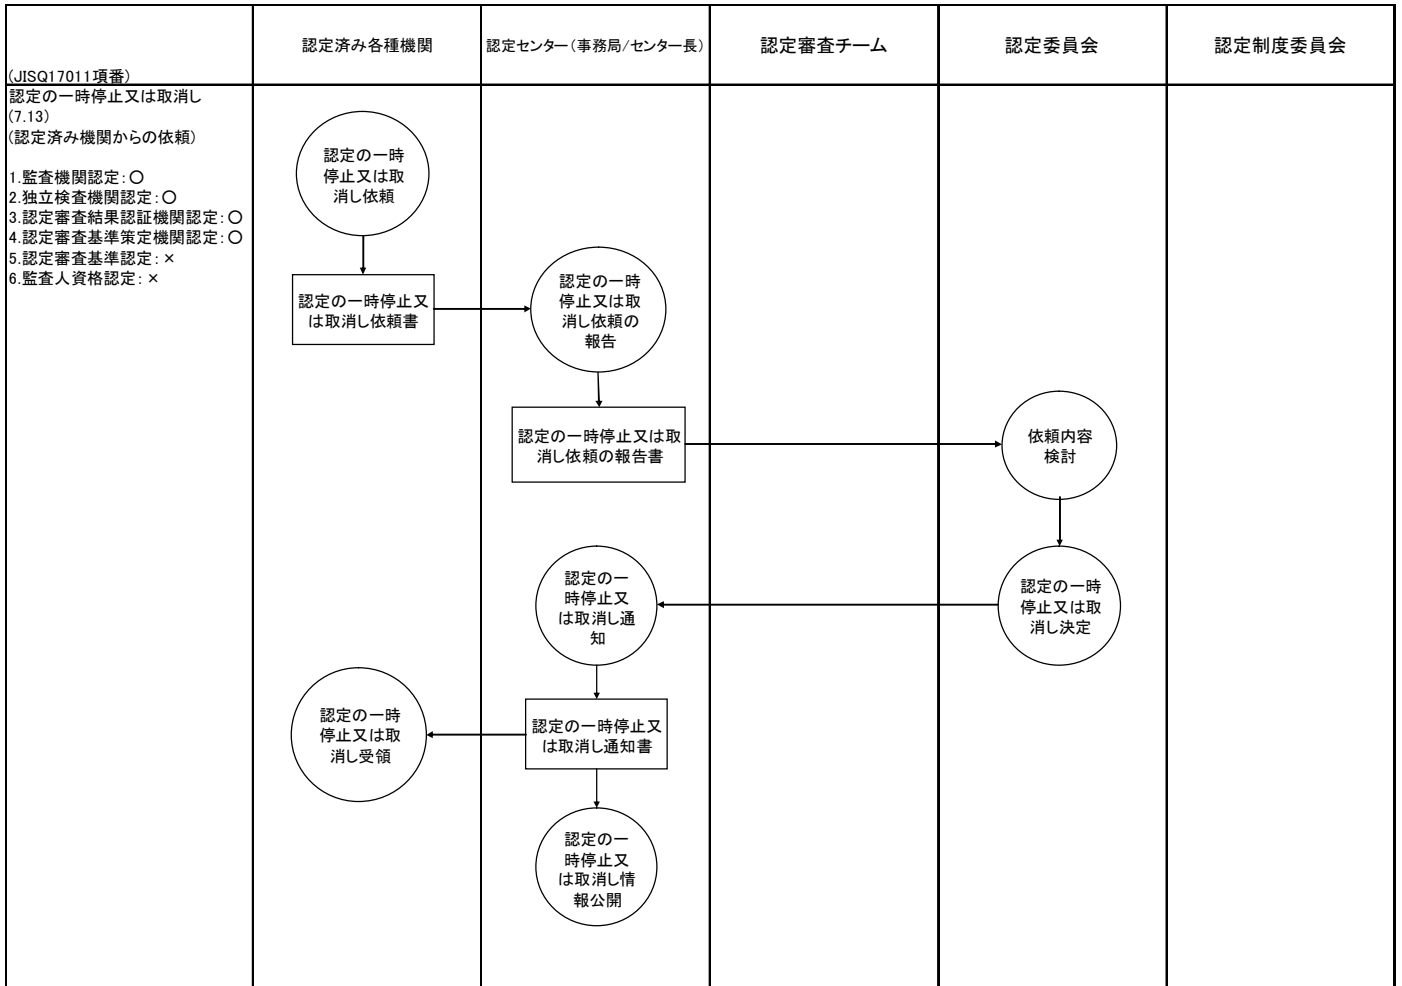 (JISQ17011項番)
認定済み各種機関
認定センター(事務局/センター長)
認定審査チーム
認定委員会
認定制度委員会
認定の一時停止又は取消し
(7.13)
(認定済み機関からの依頼)
1.監査機関認定:○
2.独立検査機関認定:○
3.認定審査結果認証機関認定:○
4.認定審査基準策定機関認定:○
5.認定審査基準認定:×
6.監査人資格認定:×
認定の一時
停止又は取
消し依頼
認定の一時停止又
は取消し依頼書
認定の一時
停止又は取
消し依頼の
報告
認定の一時停止又は取
消し依頼の報告書
依頼内容
検討
認定の一時
停止又は取
消し決定
認定の一
時停止又
は取消し通
知
認定の一時停止又
は取消し通知書
認定の一時
停止又は取
消し受領
認定の一
時停止又
は取消し情
報公開